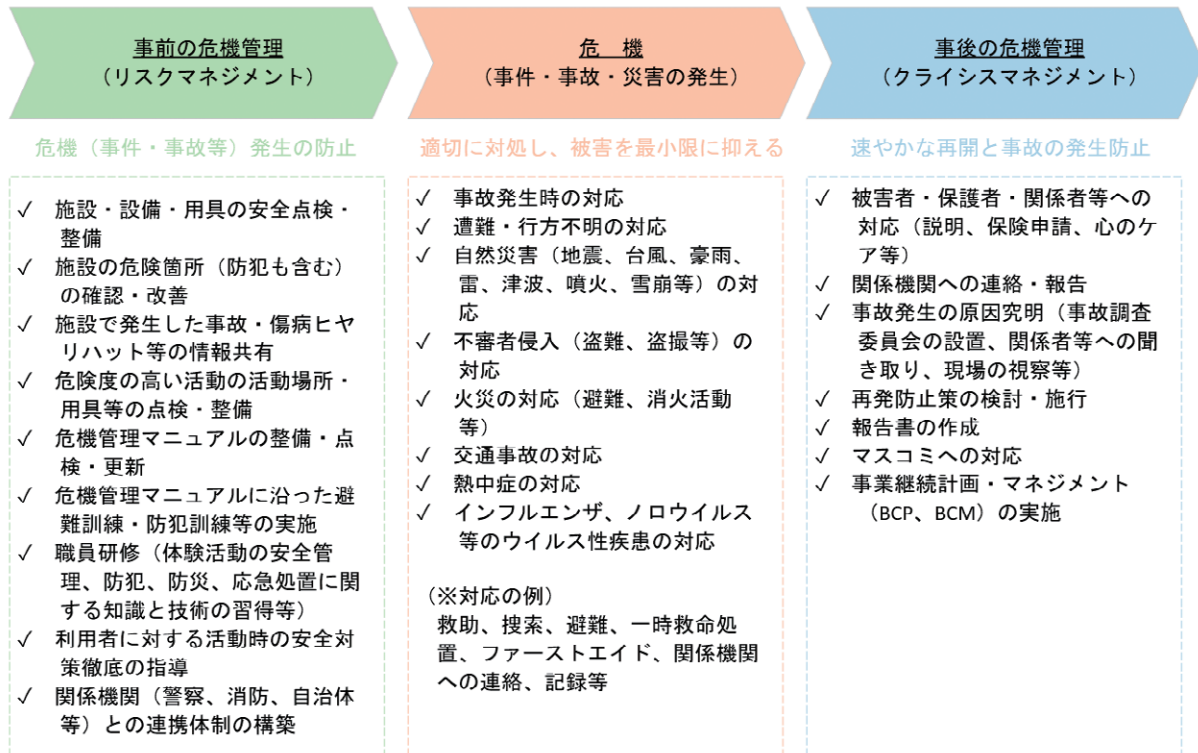 事前の危機管理
（リスクマネジメント）
危機（事件・事故等）発生の防止
✓ 施設・設備・用具の安全点検・
整備
✓ 施設の危険箇所（防犯も含む）
の確認・改善
✓ 施設で発生した事故・傷病ヒヤ
リハット等の情報共有
✓ 危険度の高い活動の活動場所・
用具等の点検・整備
✓ 危機管理マニュアルの整備・点
検・更新
✓ 危機管理マニュアルに沿った避
難訓練・防犯訓練等の実施
✓ 職員研修（体験活動の安全管
理、防犯、防災、応急処置に関
する知識と技術の習得等）
✓ 利用者に対する活動時の安全対
策徹底の指導
✓ 関係機関（警察、消防、自治体
等）との連携体制の構築
危　機
（事件・事故・災害の発生）
適切に対処し、被害を最小限に抑える
✓ 事故発生時の対応
✓ 遭難・行方不明の対応
✓ 自然災害（地震、台風、豪雨、
雷、津波、噴火、雪崩等）の対
応
✓ 不審者侵入（盗難、盗撮等）の
対応
✓ 火災の対応（避難、消火活動
等）
✓ 交通事故の対応
✓ 熱中症の対応
✓ インフルエンザ、ノロウイルス
等のウイルス性疾患の対応
（※対応の例）
救助、捜索、避難、一時救命処
置、ファーストエイド、関係機関
への連絡、記録等
事後の危機管理
（クライシスマネジメント）
速やかな再開と事故の発生防止
✓ 被害者・保護者・関係者等への
対応（説明、保険申請、心のケ
ア等）
✓ 関係機関への連絡・報告
✓ 事故発生の原因究明（事故調査
委員会の設置、関係者等への聞
き取り、現場の視察等）
✓ 再発防止策の検討・施行
✓ 報告書の作成
✓ マスコミへの対応
✓ 事業継続計画・マネジメント
（BCP、BCM）の実施